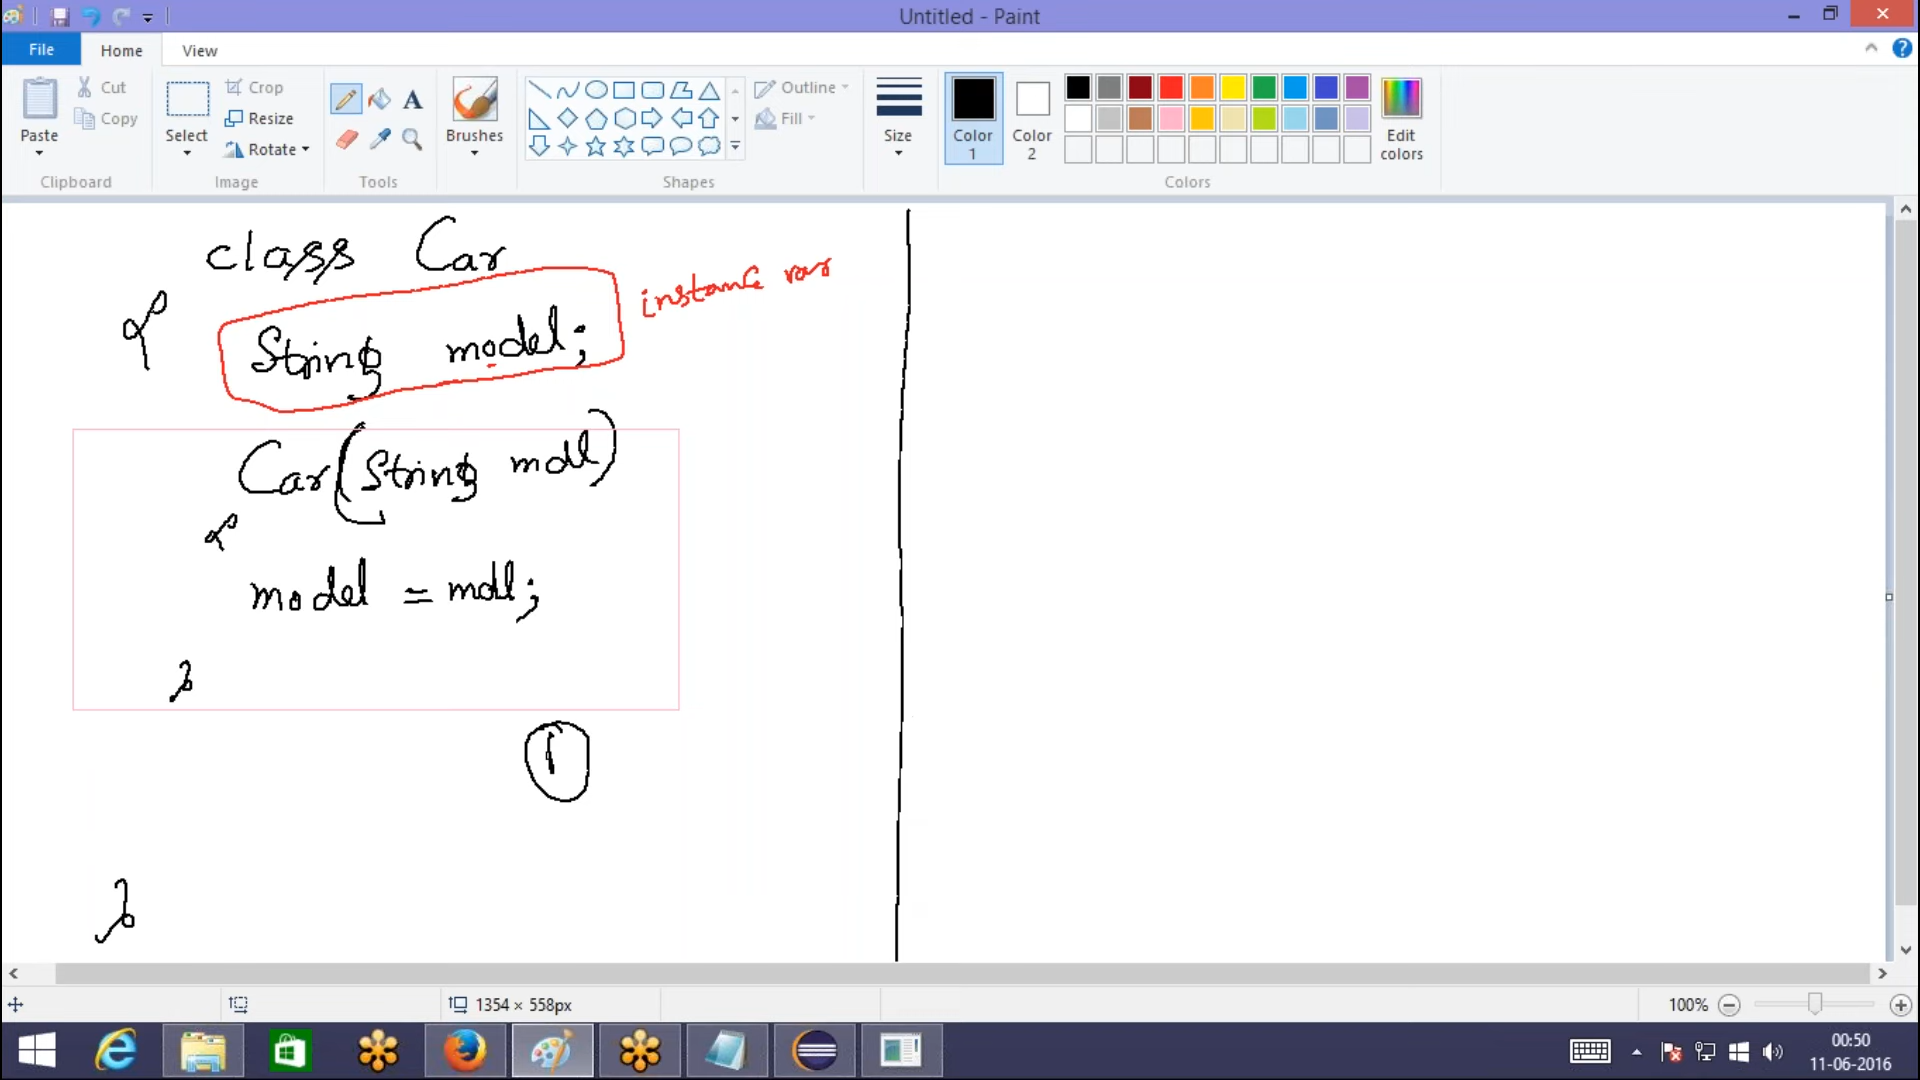 Untitled - Paint
File Home View
Paste Cut Copy Clipboard
Select Crop Resize Rotate Image
A Tools
Brushes
Outline Fill Shapes
Size
Color 1 Color 2 Edit colors Colors
class Car
{
String model;
instance var
Car(String mdl)
{
model = mdl;
}
1
}
1354 × 558px
100%
00:50
11-06-2016